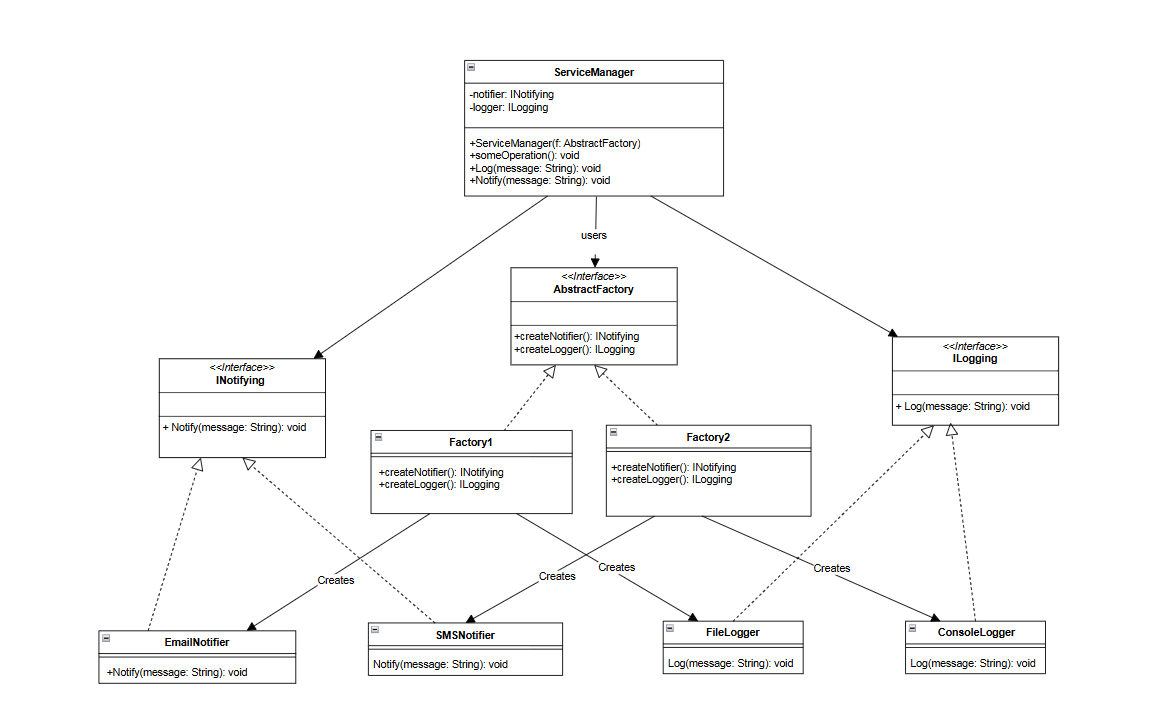 ServiceManager
-notifier: INotifying
-logger: ILogging
+ServiceManager(f: AbstractFactory)
+someOperation(): void
+Log(message: String): void
+Notify(message: String): void
users
<<Interface>>
AbstractFactory
+createNotifier(): INotifying
+createLogger(): ILogging
<<Interface>>
INotifying
+ Notify(message: String): void
<<Interface>>
ILogging
+ Log(message: String): void
Factory1
+createNotifier(): INotifying
+createLogger(): ILogging
Factory2
+createNotifier(): INotifying
+createLogger(): ILogging
Creates
Creates
Creates
Creates
EmailNotifier
+Notify(message: String): void
SMSNotifier
Notify(message: String): void
FileLogger
Log(message: String): void
ConsoleLogger
Log(message: String): void